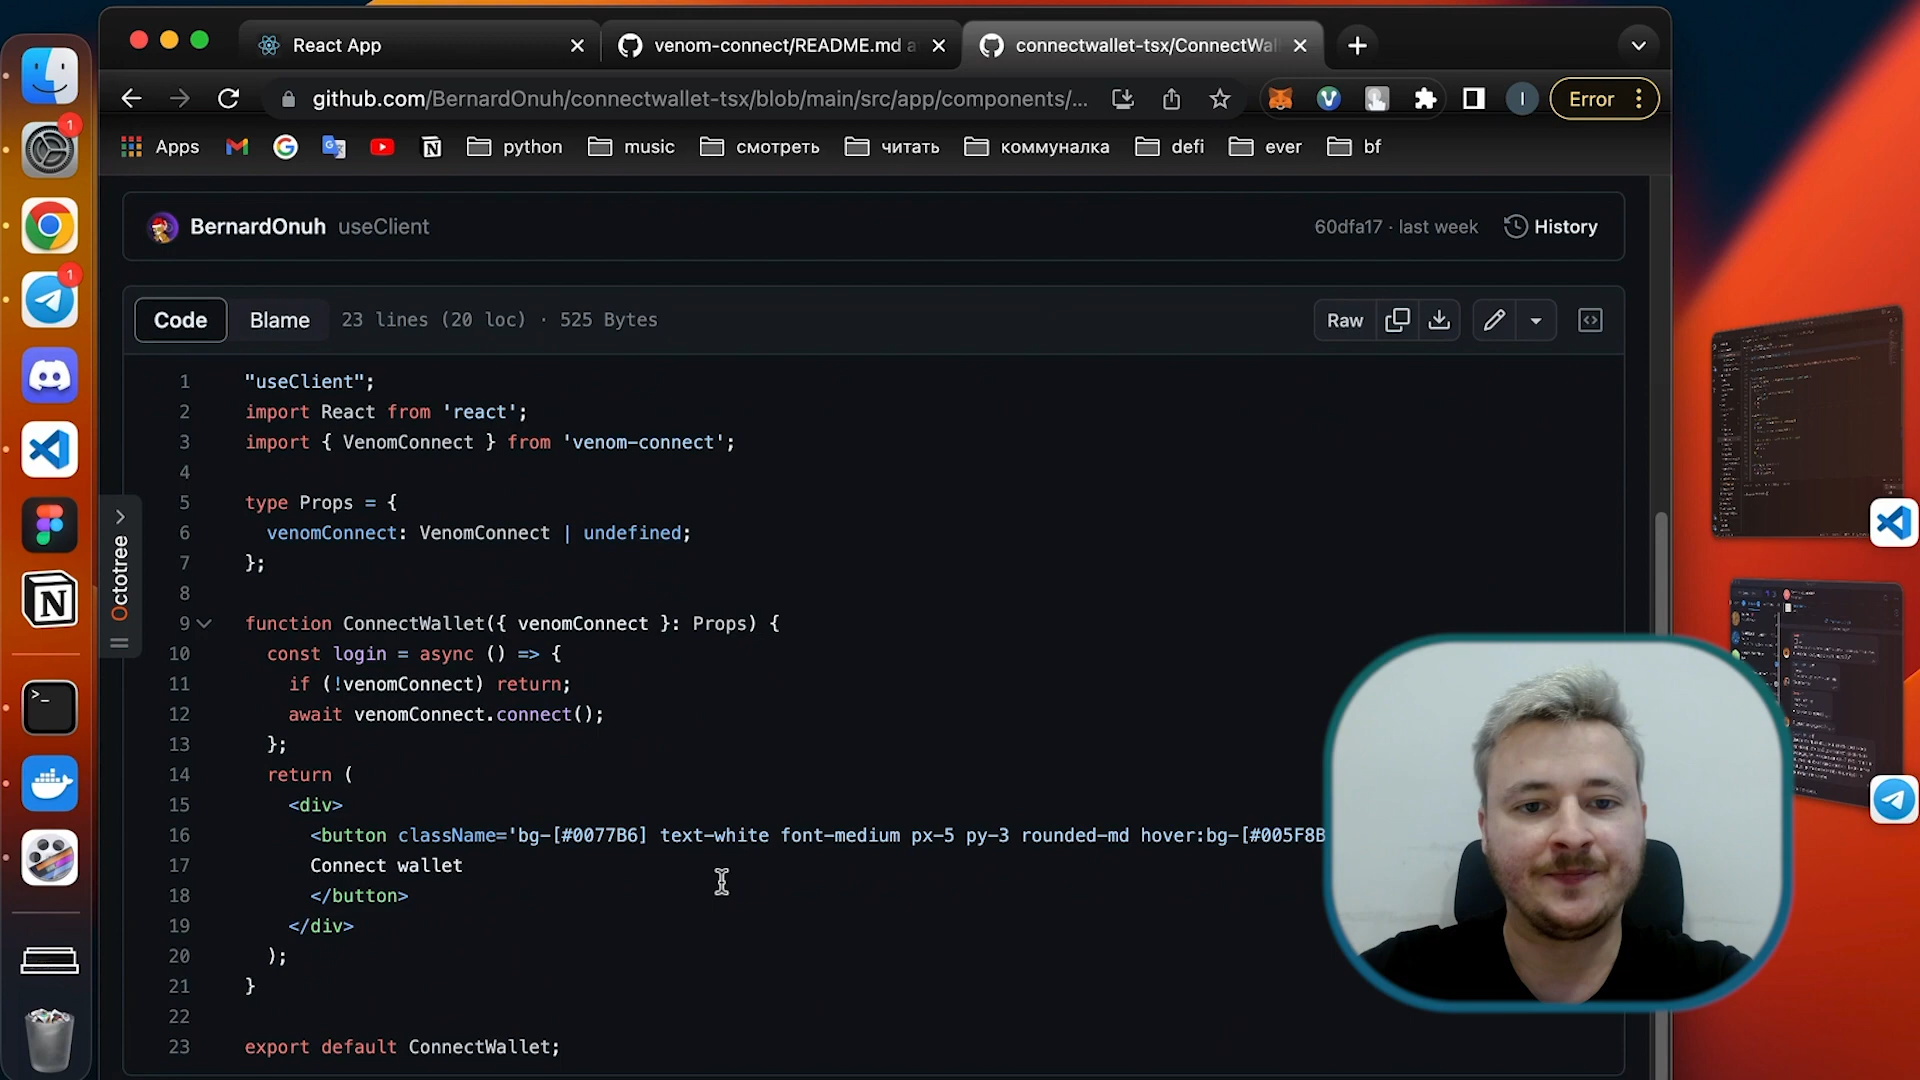 React App
venom-connect/README.md a
connectwallet-tsx/ConnectWal
github.com/BernardOnuh/connectwallet-tsx/blob/main/src/app/components/...
I
Error
Apps
python
music
смотреть
читать
коммуналка
defi
ever
bf
1
1
BernardOnuh useClient
60dfa17 · last week
History
Code
Blame
23 lines (20 loc) · 525 Bytes
Raw
Octotree
1 "useClient";
2 import React from 'react';
3 import { VenomConnect } from 'venom-connect';
4
5 type Props = {
6 venomConnect: VenomConnect | undefined;
7 };
8
9 function ConnectWallet({ venomConnect }: Props) {
10 const login = async () => {
11 if (!venomConnect) return;
12 await venomConnect.connect();
13 };
14 return (
15 <div>
16 <button className='bg-[#0077B6] text-white font-medium px-5 py-3 rounded-md hover:bg-[#005F8B
17 Connect wallet
18 </button>
19 </div>
20 );
21 }
22
23 export default ConnectWallet;